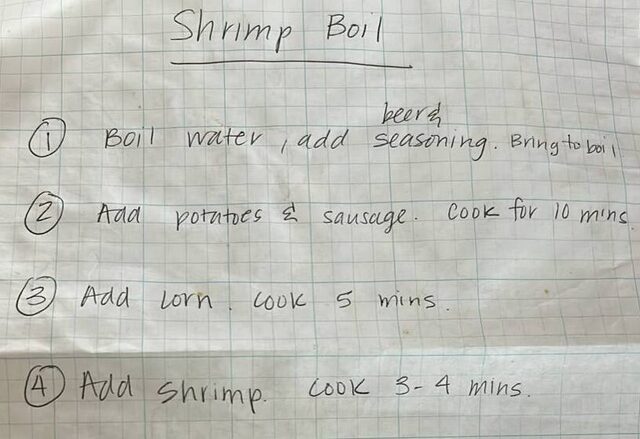 Shrimp Boil
beer &
① Boil water, add seasoning. Bring to boil
② Add potatoes & sausage. Cook for 10 mins.
③ Add corn. Cook 5 mins.
④ Add shrimp. Cook 3-4 mins.